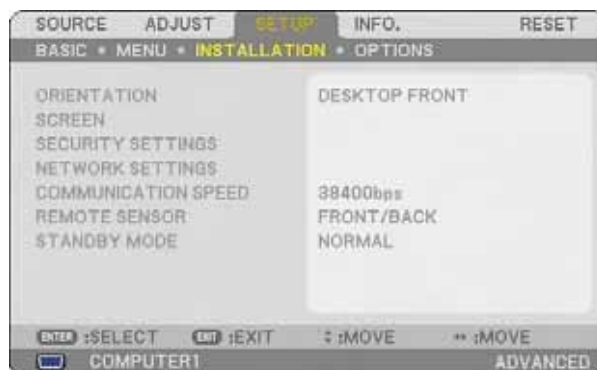 SOURCE ADJUST SETUP INFO. RESET
BASIC • MENU • INSTALLATION • OPTIONS
ORIENTATION DESKTOP FRONT
SCREEN
SECURITY SETTINGS
NETWORK SETTINGS
COMMUNICATION SPEED 38400bps
REMOTE SENSOR FRONT/BACK
STANDBY MODE NORMAL
ENTER :SELECT EXIT :EXIT ↕ :MOVE ↔ :MOVE
COMPUTER1 ADVANCED